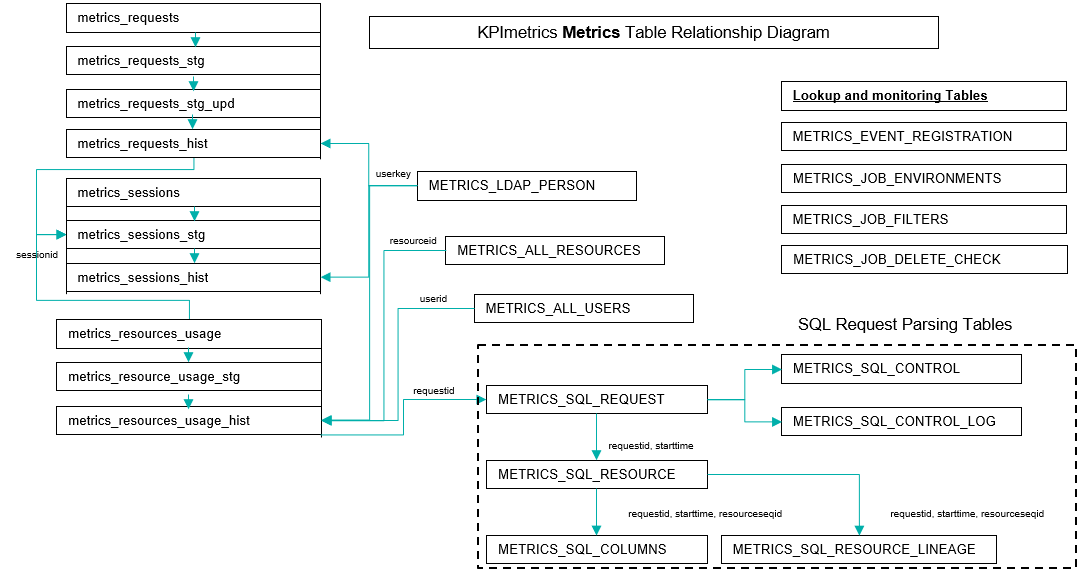 KPImetrics Metrics Table Relationship Diagram
metrics_requests
metrics_requests_stg
metrics_requests_stg_upd
metrics_requests_hist
metrics_sessions
metrics_sessions_stg
metrics_sessions_hist
sessionid
metrics_resources_usage
metrics_resource_usage_stg
metrics_resources_usage_hist
userkey
METRICS_LDAP_PERSON
resourceid
METRICS_ALL_RESOURCES
userid
METRICS_ALL_USERS
Lookup and monitoring Tables
METRICS_EVENT_REGISTRATION
METRICS_JOB_ENVIRONMENTS
METRICS_JOB_FILTERS
METRICS_JOB_DELETE_CHECK
SQL Request Parsing Tables
requestid
METRICS_SQL_REQUEST
METRICS_SQL_CONTROL
METRICS_SQL_CONTROL_LOG
requestid, starttime
METRICS_SQL_RESOURCE
requestid, starttime, resourceseqid
requestid, starttime, resourceseqid
METRICS_SQL_COLUMNS
METRICS_SQL_RESOURCE_LINEAGE